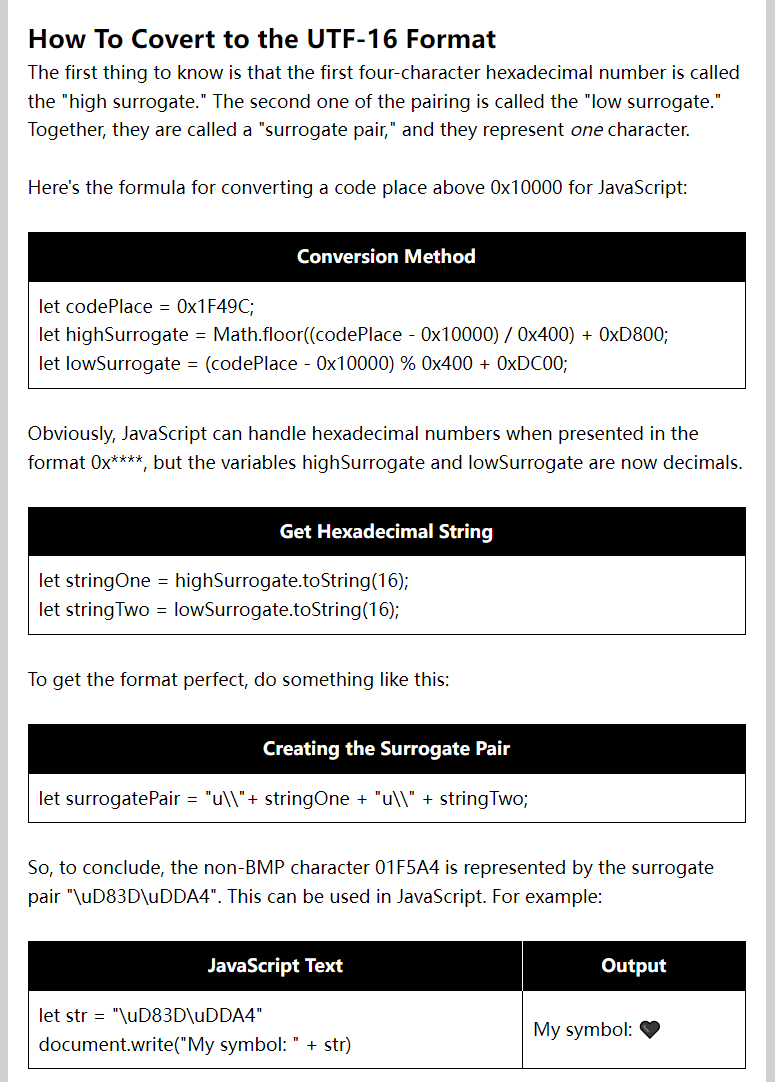 How To Covert to the UTF-16 Format
The first thing to know is that the first four-character hexadecimal number is called
the "high surrogate." The second one of the pairing is called the "low surrogate."
Together, they are called a "surrogate pair," and they represent one character.
Here's the formula for converting a code place above 0x10000 for JavaScript:
Conversion Method
let codePlace = 0x1F49C;
let highSurrogate = Math.floor((codePlace - 0x10000) / 0x400) + 0xD800;
let lowSurrogate = (codePlace - 0x10000) % 0x400 + 0xDC00;
Obviously, JavaScript can handle hexadecimal numbers when presented in the
format 0x****, but the variables highSurrogate and lowSurrogate are now decimals.
Get Hexadecimal String
let stringOne = highSurrogate.toString(16);
let stringTwo = lowSurrogate.toString(16);
To get the format perfect, do something like this:
Creating the Surrogate Pair
let surrogatePair = "u\\"+ stringOne + "u\\" + stringTwo;
So, to conclude, the non-BMP character 01F5A4 is represented by the surrogate
pair "\uD83D\uDDA4". This can be used in JavaScript. For example:
JavaScript Text
Output
let str = "\uD83D\uDDA4"
document.write("My symbol: " + str)
My symbol: 🖤